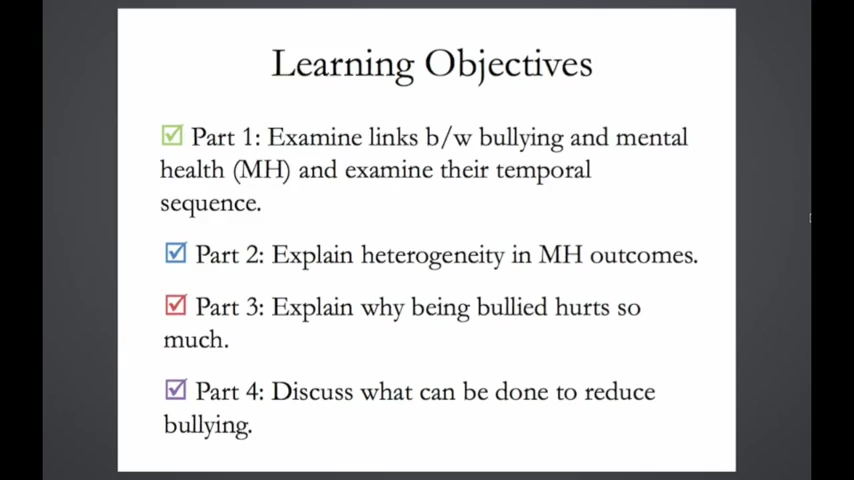 Learning Objectives
Part 1: Examine links b/w bullying and mental
health (MH) and examine their temporal
sequence.
Part 2: Explain heterogeneity in MH outcomes.
Part 3: Explain why being bullied hurts so
much.
Part 4: Discuss what can be done to reduce
bullying.